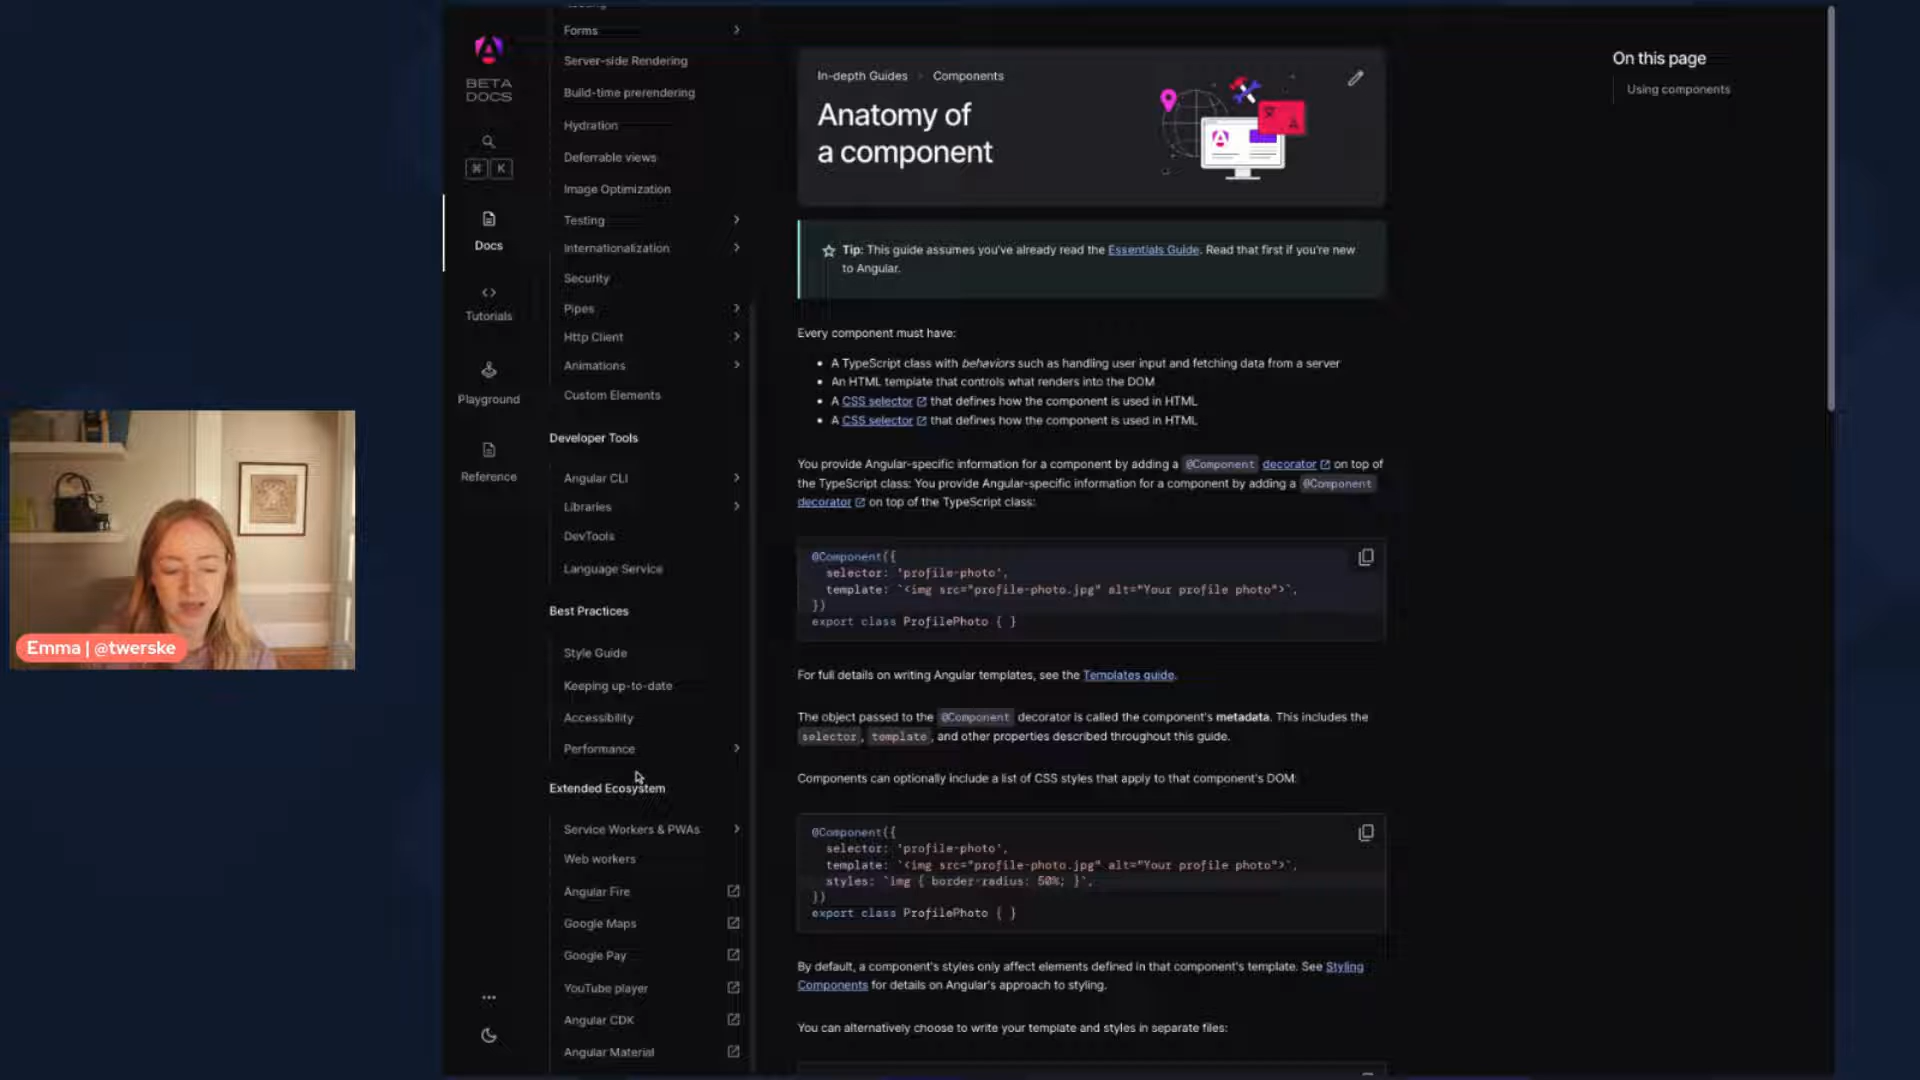 BETA
DOCS
⌘ K
Docs
Tutorials
Playground
Reference
Forms
Server-side Rendering
Build-time prerendering
Hydration
Deferrable views
Image Optimization
Testing
Internationalization
Security
Pipes
Http Client
Animations
Custom Elements
Developer Tools
Angular CLI
Libraries
DevTools
Language Service
Best Practices
Style Guide
Keeping up-to-date
Accessibility
Performance
Extended Ecosystem
Service Workers & PWAs
Web workers
Angular Fire
Google Maps
Google Pay
YouTube player
Angular CDK
Angular Material
In-depth Guides Components
Anatomy of
a component
Tip: This guide assumes you've already read the Essentials Guide. Read that first if you're new
to Angular.
Every component must have:
• A TypeScript class with behaviors such as handling user input and fetching data from a server
• An HTML template that controls what renders into the DOM
• A CSS selector that defines how the component is used in HTML
• A CSS selector that defines how the component is used in HTML
You provide Angular-specific information for a component by adding a @Component decorator on top of
the TypeScript class: You provide Angular-specific information for a component by adding a @Component
decorator on top of the TypeScript class:
@Component({
selector: 'profile-photo',
template: `<img src="profile-photo.jpg" alt="Your profile photo">`,
})
export class ProfilePhoto { }
For full details on writing Angular templates, see the Templates guide.
The object passed to the @Component decorator is called the component's metadata. This includes the
selector, template, and other properties described throughout this guide.
Components can optionally include a list of CSS styles that apply to that component's DOM:
@Component({
selector: 'profile-photo',
template: `<img src="profile-photo.jpg" alt="Your profile photo">`,
styles: `img { border-radius: 50%; }`,
})
export class ProfilePhoto { }
By default, a component's styles only affect elements defined in that component's template. See Styling
Components for details on Angular's approach to styling.
You can alternatively choose to write your template and styles in separate files:
On this page
Using components
Emma | @twerske